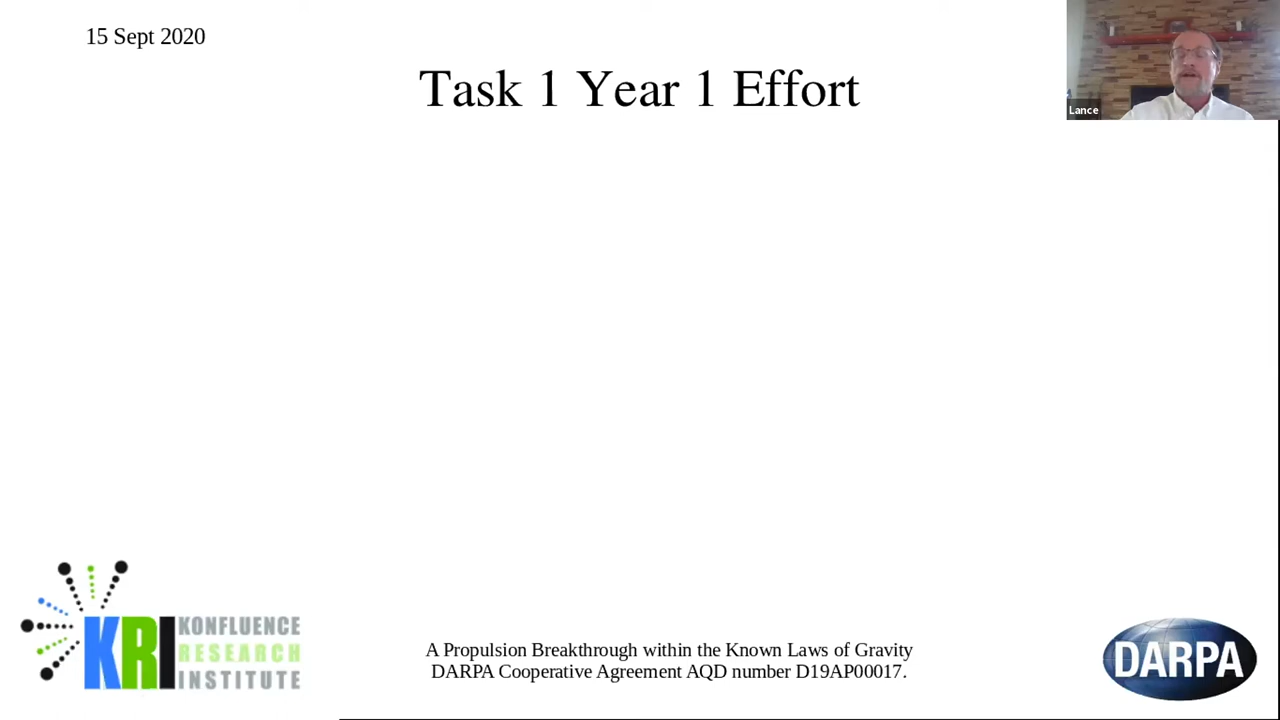 15 Sept 2020
Task 1 Year 1 Effort
Lance
KRI KONFLUENCE
RESEARCH
INSTITUTE
A Propulsion Breakthrough within the Known Laws of Gravity
DARPA Cooperative Agreement AQD number D19AP00017.
DARPA